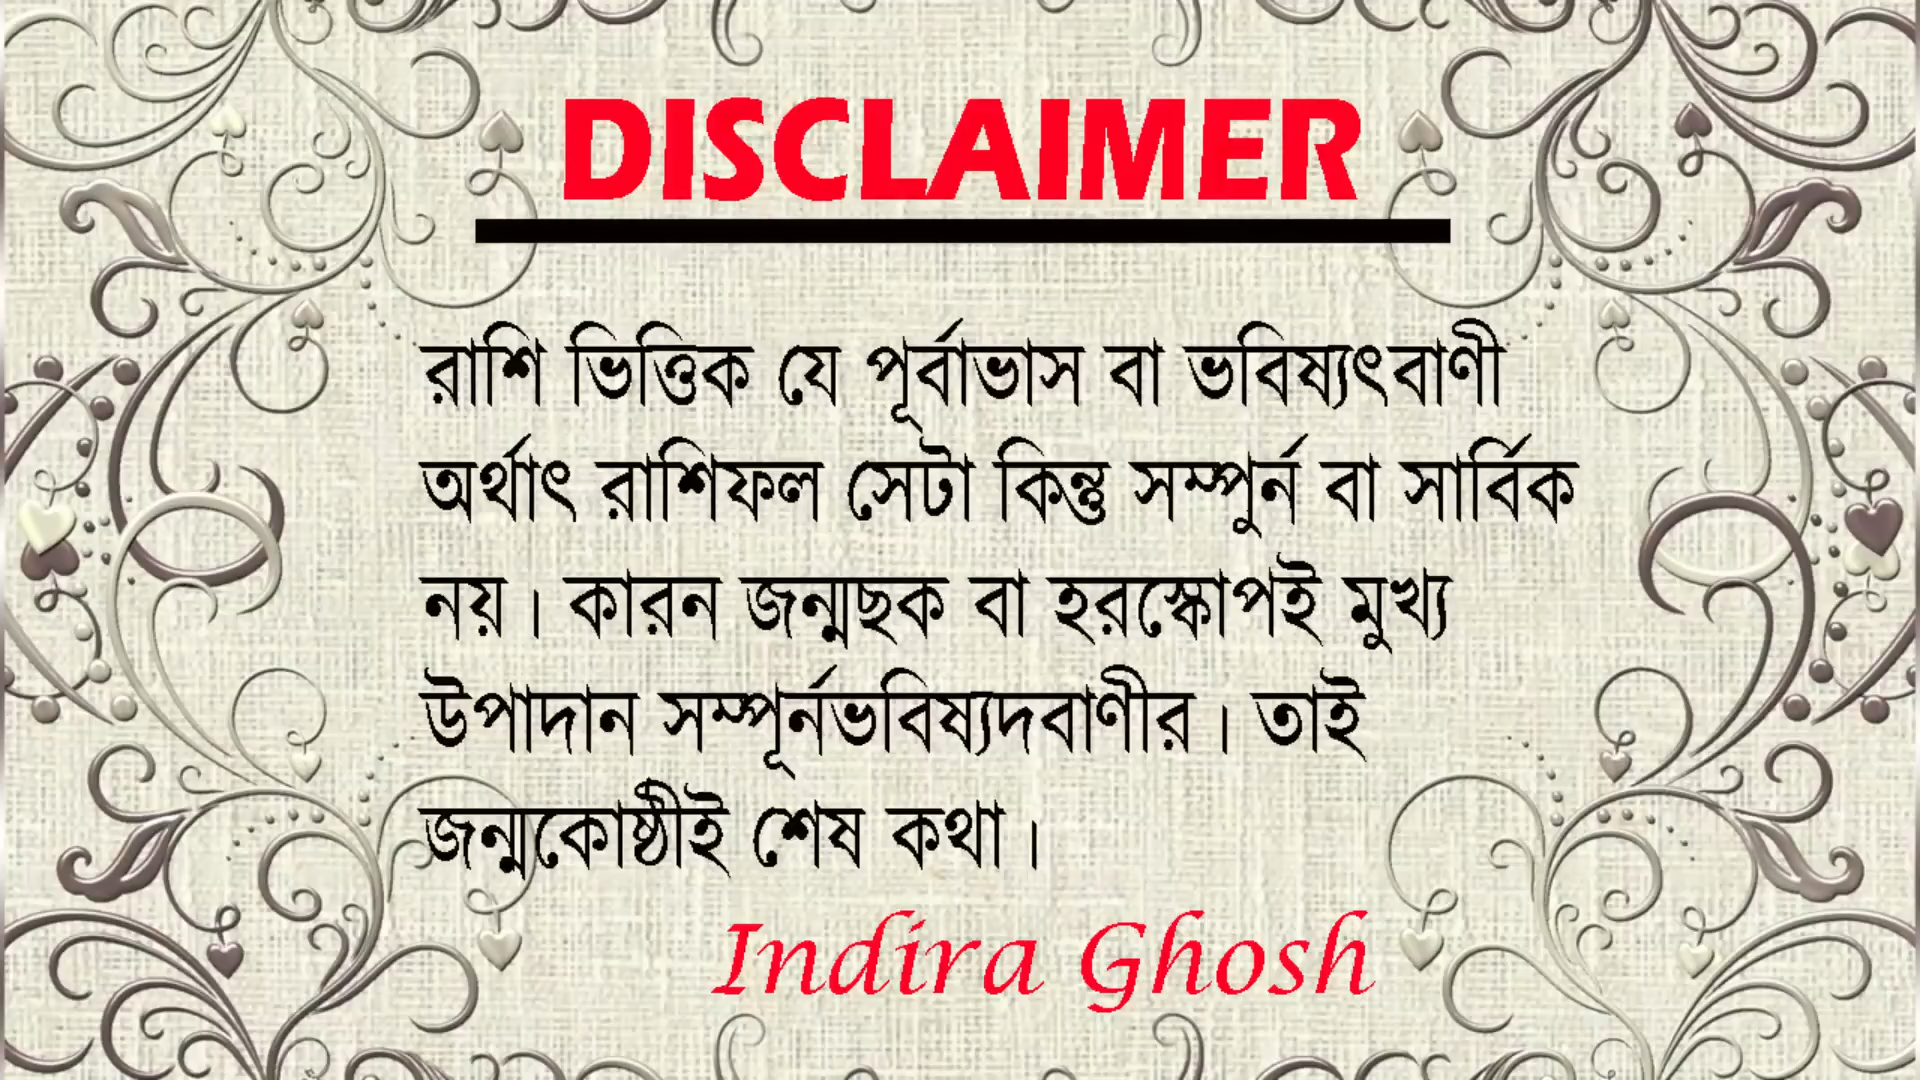 DISCLAIMER
রাশি ভিত্তিক যে পূর্বাভাস বা ভবিষ্যৎবাণী
অর্থাৎ রাশিফল সেটা কিন্তু সম্পুর্ন বা সার্বিক
নয়। কারন জন্মছক বা হরস্কোপই মুখ্য
উপাদান সম্পূর্নভবিষ্যদবাণীর। তাই
জন্মকোষ্ঠীই শেষ কথা।
Indira Ghosh